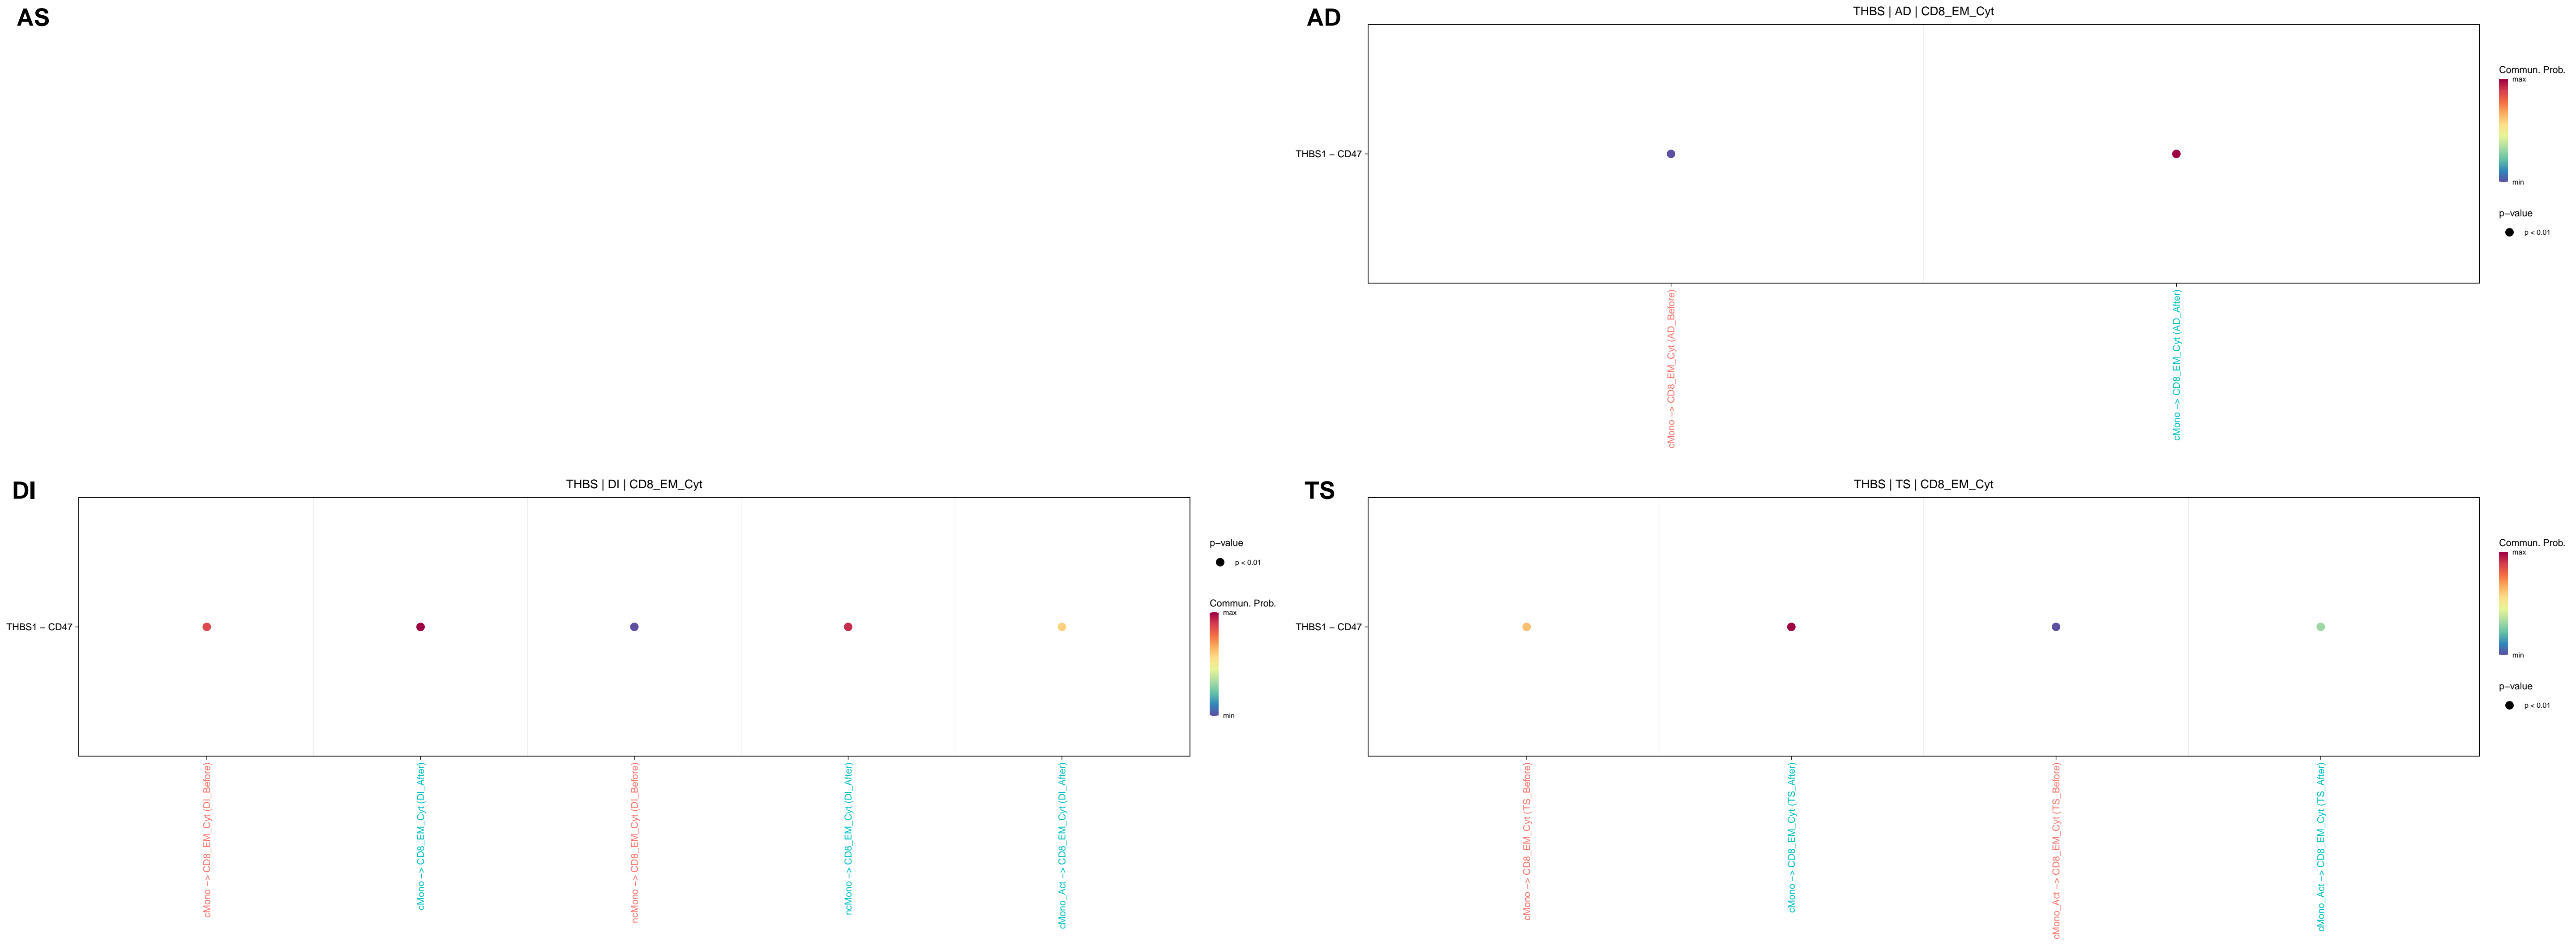 AS
AD
THBS | AD | CD8_EM_Cyt
THBS1 – CD47
cMono –> CD8_EM_Cyt (AD_Before)
cMono –> CD8_EM_Cyt (AD_After)
Commun. Prob.
max
min
p–value
p < 0.01
DI
THBS | DI | CD8_EM_Cyt
THBS1 – CD47
cMono –> CD8_EM_Cyt (DI_Before)
cMono –> CD8_EM_Cyt (DI_After)
ncMono –> CD8_EM_Cyt (DI_Before)
ncMono –> CD8_EM_Cyt (DI_After)
cMono_Act –> CD8_EM_Cyt (DI_After)
p–value
p < 0.01
Commun. Prob.
max
min
TS
THBS | TS | CD8_EM_Cyt
THBS1 – CD47
cMono –> CD8_EM_Cyt (TS_Before)
cMono –> CD8_EM_Cyt (TS_After)
cMono_Act –> CD8_EM_Cyt (TS_Before)
cMono_Act –> CD8_EM_Cyt (TS_After)
Commun. Prob.
max
min
p–value
p < 0.01